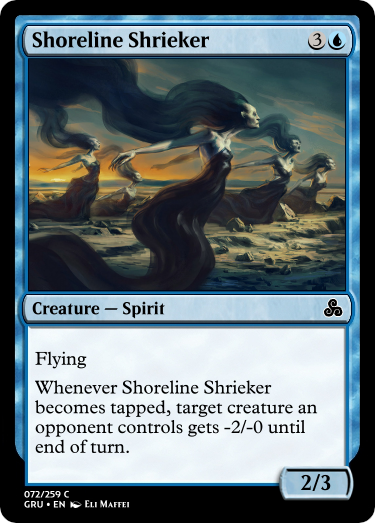 Shoreline Shrieker 3
Creature — Spirit
Flying
Whenever Shoreline Shrieker
becomes tapped, target creature an
opponent controls gets -2/-0 until
end of turn.
072/259 C
GRU • EN Eli Maffei
2/3